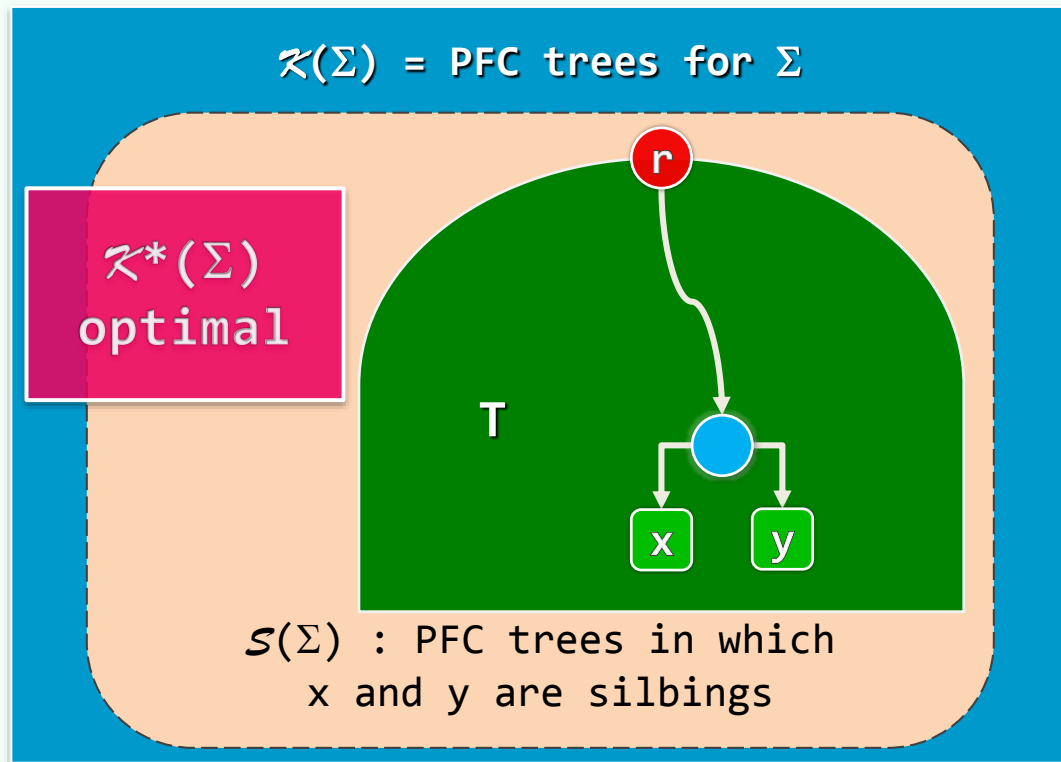 𝒦(Σ) = PFC trees for Σ
r
𝒦*(Σ)
optimal
T
x
y
𝒮(Σ) : PFC trees in which
x and y are silbings